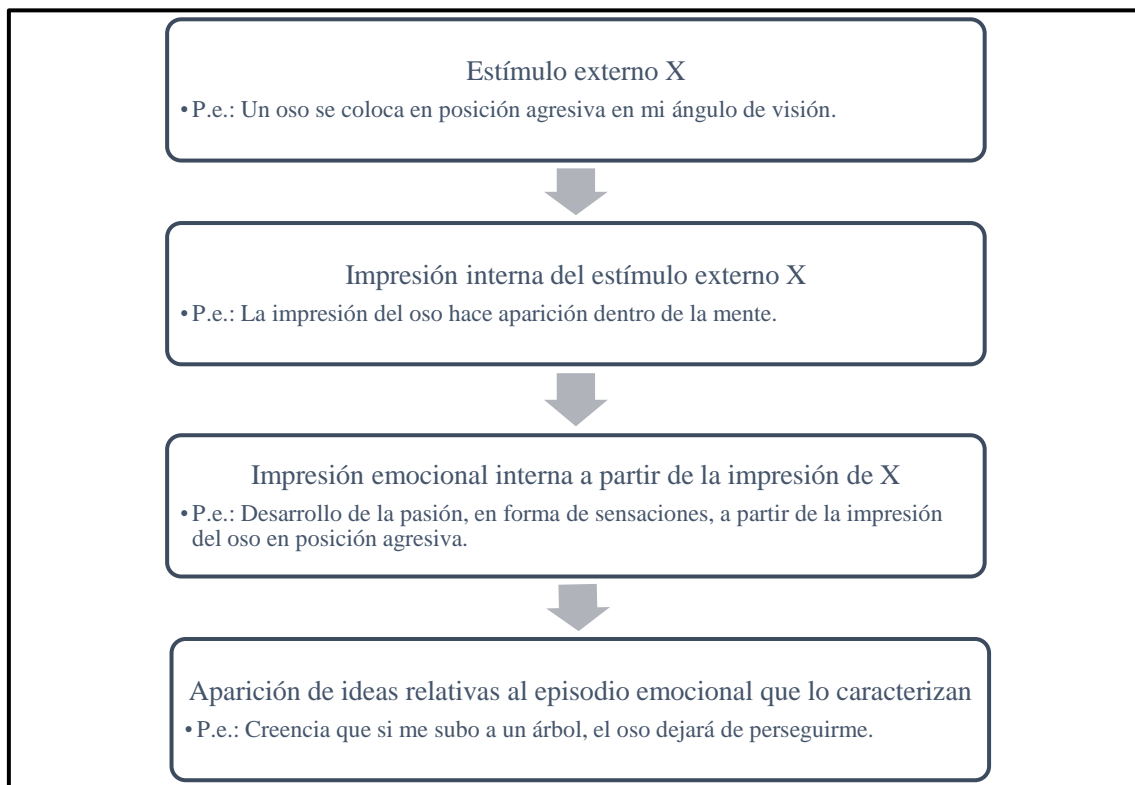 Estímulo externo X
• P.e.: Un oso se coloca en posición agresiva en mi ángulo de visión.
Impresión interna del estímulo externo X
• P.e.: La impresión del oso hace aparición dentro de la mente.
Impresión emocional interna a partir de la impresión de X
• P.e.: Desarrollo de la pasión, en forma de sensaciones, a partir de la impresión
del oso en posición agresiva.
Aparición de ideas relativas al episodio emocional que lo caracterizan
• P.e.: Creencia que si me subo a un árbol, el oso dejará de perseguirme.